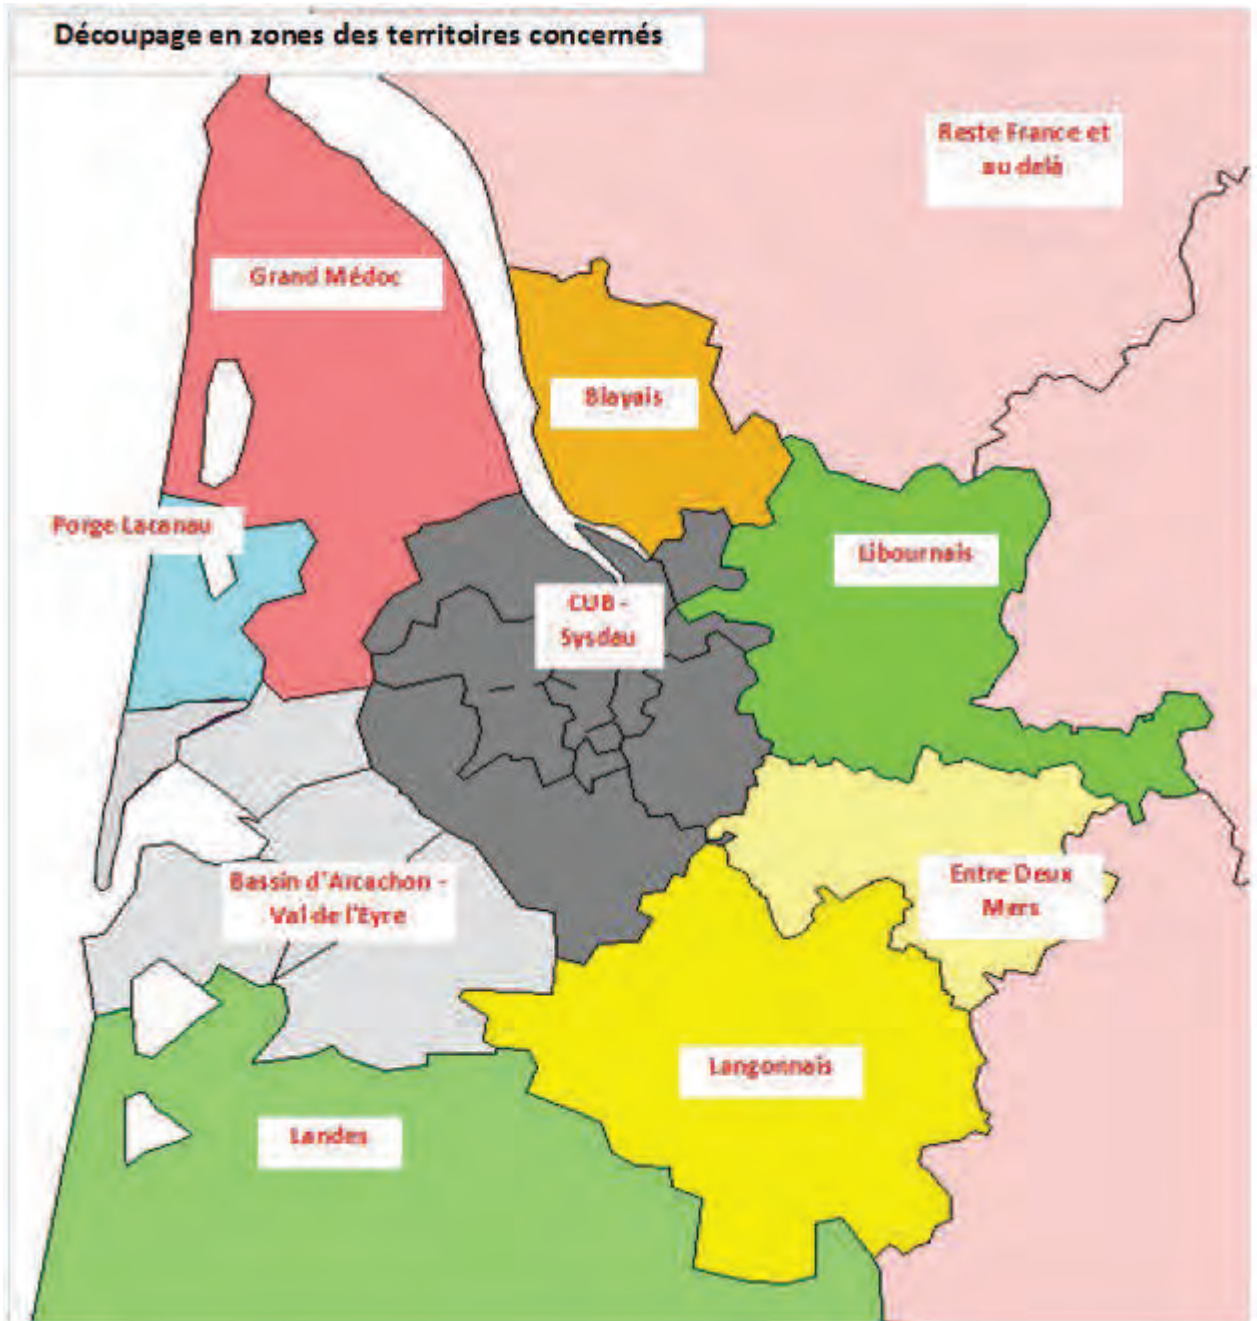 Découpage en zones des territoires concernés
Reste France et
au delà
Grand Médoc
Blayais
Porge Lacanau
Libournais
CUB -
Sysdau
Entre Deux
Mers
Bassin d'Arcachon -
Val de l'Eyre
Langonnais
Landes